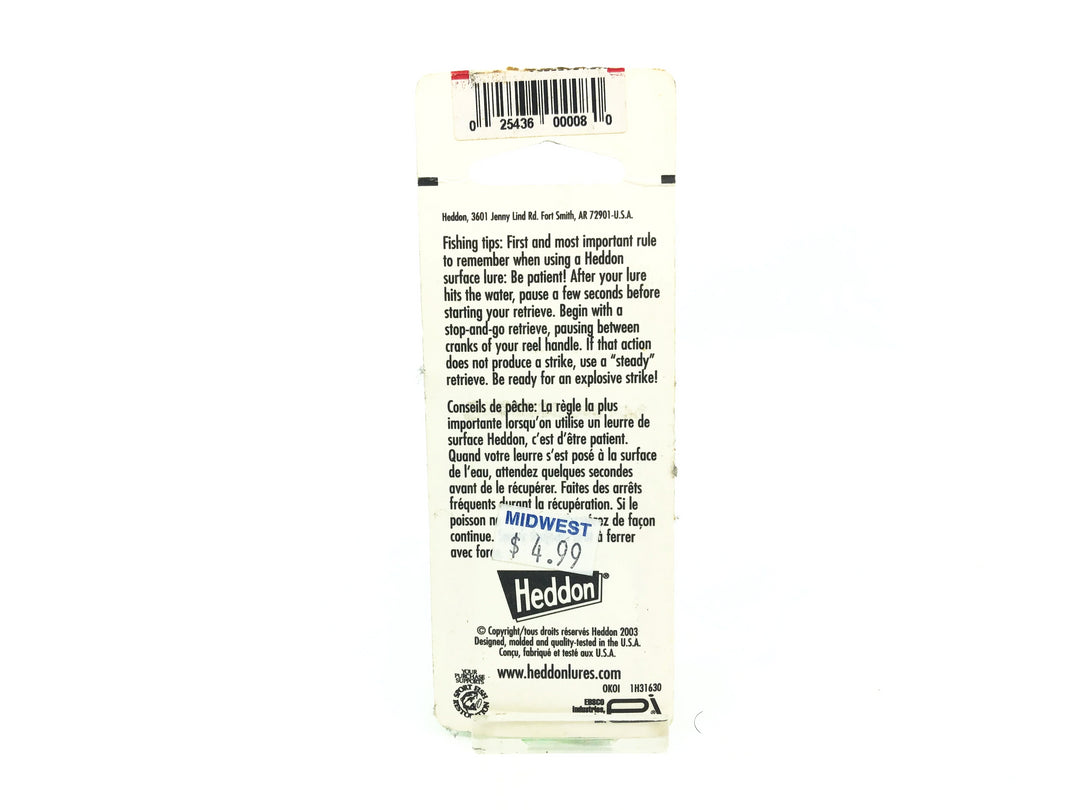 0 25436 00008 0
Heddon, 3601 Jenny Lind Rd. Fort Smith, AR 72901-U.S.A.
Fishing tips: First and most important rule
to remember when using a Heddon
surface lure: Be patient! After your lure
hits the water, pause a few seconds before
starting your retrieve. Begin with a
stop-and-go retrieve, pausing between
cranks of your reel handle. If that action
does not produce a strike, use a “steady”
retrieve. Be ready for an explosive strike!
Conseils de pêche: La règle la plus
importante lorsqu’on utilise un leurre de
surface Heddon, c’est d’être patient.
Quand votre leurre s’est posé à la surface
de l’eau, attendez quelques secondes
avant de le récupérer. Faites des arrêts
fréquents durant la récupération. Si le
poisson de façon
continue. à ferrer
avec
MIDWEST
$ 4.99
Heddon®
© Copyright/tous droits réservés Heddon 2003
Designed, molded and quality-tested in the U.S.A.
Conçu, fabriqué et testé aux U.S.A.
www.heddonlures.com
YOUR
PURCHASE
SUPPORTS
SPORT FISH
RESTORATION
OKOI 1H31630
EBSCO
Industries,